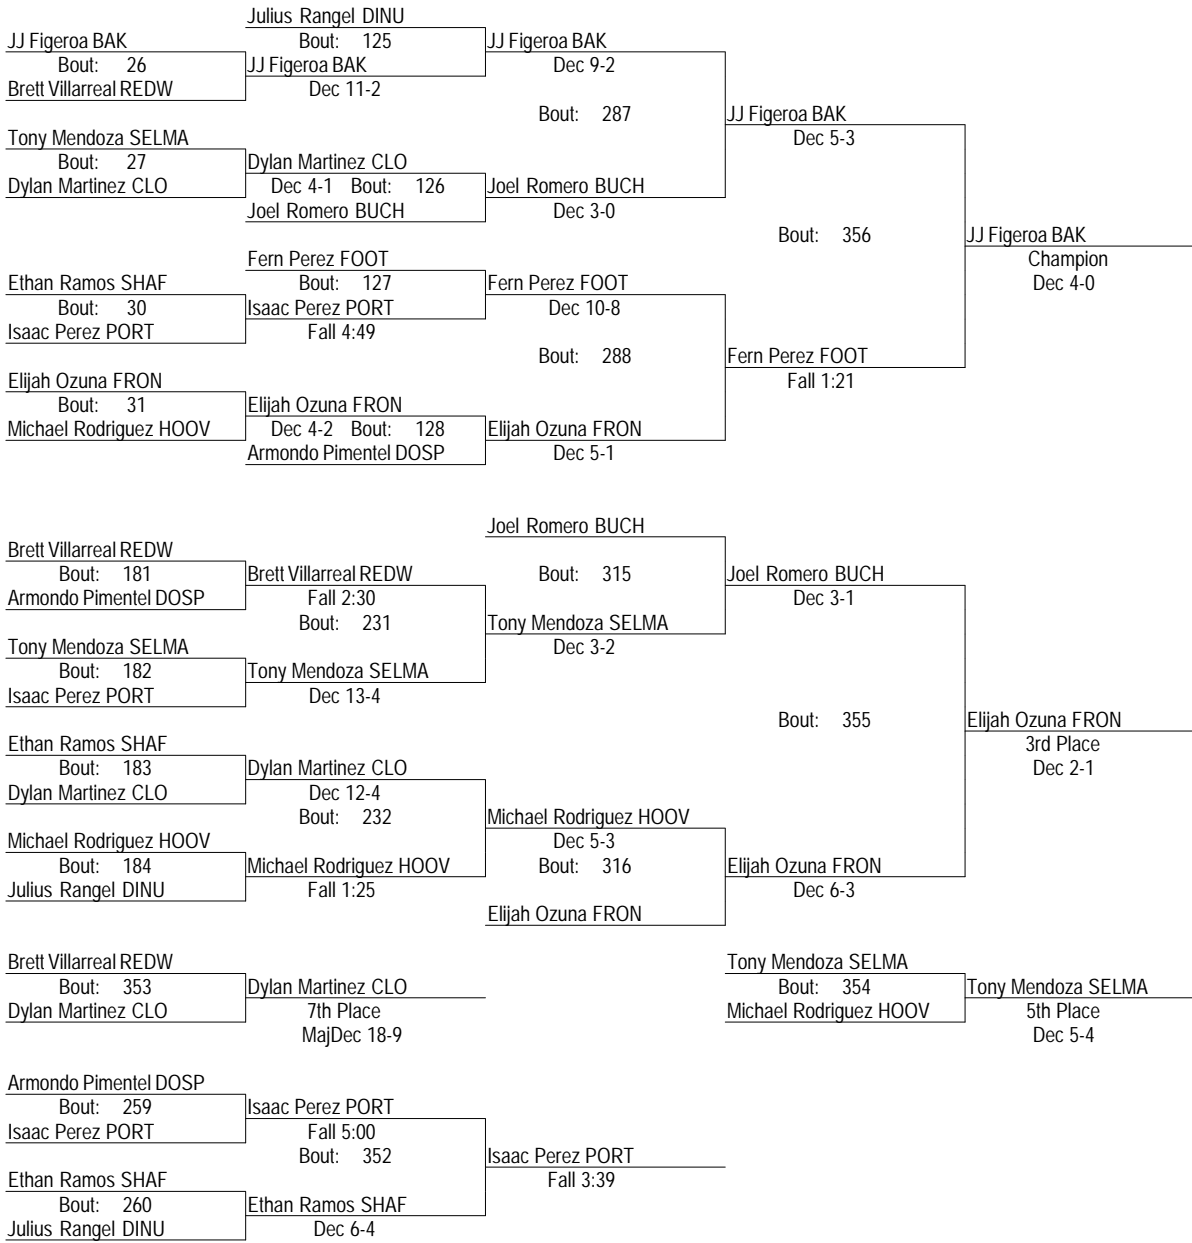 Julius Rangel DINU
JJ Figeroa BAK Bout: 125 JJ Figeroa BAK
Bout: 26 JJ Figeroa BAK Dec 9-2
Brett Villarreal REDW Dec 11-2
Bout: 287 JJ Figeroa BAK
Tony Mendoza SELMA Dec 5-3
Bout: 27 Dylan Martinez CLO
Dylan Martinez CLO Dec 4-1 Bout: 126 Joel Romero BUCH
Joel Romero BUCH Dec 3-0
Bout: 356 JJ Figeroa BAK
Fern Perez FOOT Champion
Ethan Ramos SHAF Bout: 127 Fern Perez FOOT Dec 4-0
Bout: 30 Isaac Perez PORT Dec 10-8
Isaac Perez PORT Fall 4:49
Bout: 288 Fern Perez FOOT
Elijah Ozuna FRON Fall 1:21
Bout: 31 Elijah Ozuna FRON
Michael Rodriguez HOOV Dec 4-2 Bout: 128 Elijah Ozuna FRON
Armondo Pimentel DOSP Dec 5-1
Joel Romero BUCH
Brett Villarreal REDW
Bout: 181 Brett Villarreal REDW Bout: 315 Joel Romero BUCH
Armondo Pimentel DOSP Fall 2:30 Dec 3-1
Bout: 231 Tony Mendoza SELMA
Tony Mendoza SELMA Dec 3-2
Bout: 182 Tony Mendoza SELMA
Isaac Perez PORT Dec 13-4
Bout: 355 Elijah Ozuna FRON
Ethan Ramos SHAF 3rd Place
Bout: 183 Dylan Martinez CLO Dec 2-1
Dylan Martinez CLO Dec 12-4
Bout: 232 Michael Rodriguez HOOV
Michael Rodriguez HOOV Dec 5-3
Bout: 184 Michael Rodriguez HOOV Bout: 316 Elijah Ozuna FRON
Julius Rangel DINU Fall 1:25 Dec 6-3
Elijah Ozuna FRON
Brett Villarreal REDW Tony Mendoza SELMA
Bout: 353 Dylan Martinez CLO Bout: 354 Tony Mendoza SELMA
Dylan Martinez CLO 7th Place Michael Rodriguez HOOV 5th Place
MajDec 18-9 Dec 5-4
Armondo Pimentel DOSP
Bout: 259 Isaac Perez PORT
Isaac Perez PORT Fall 5:00
Bout: 352 Isaac Perez PORT
Ethan Ramos SHAF Fall 3:39
Bout: 260 Ethan Ramos SHAF
Julius Rangel DINU Dec 6-4